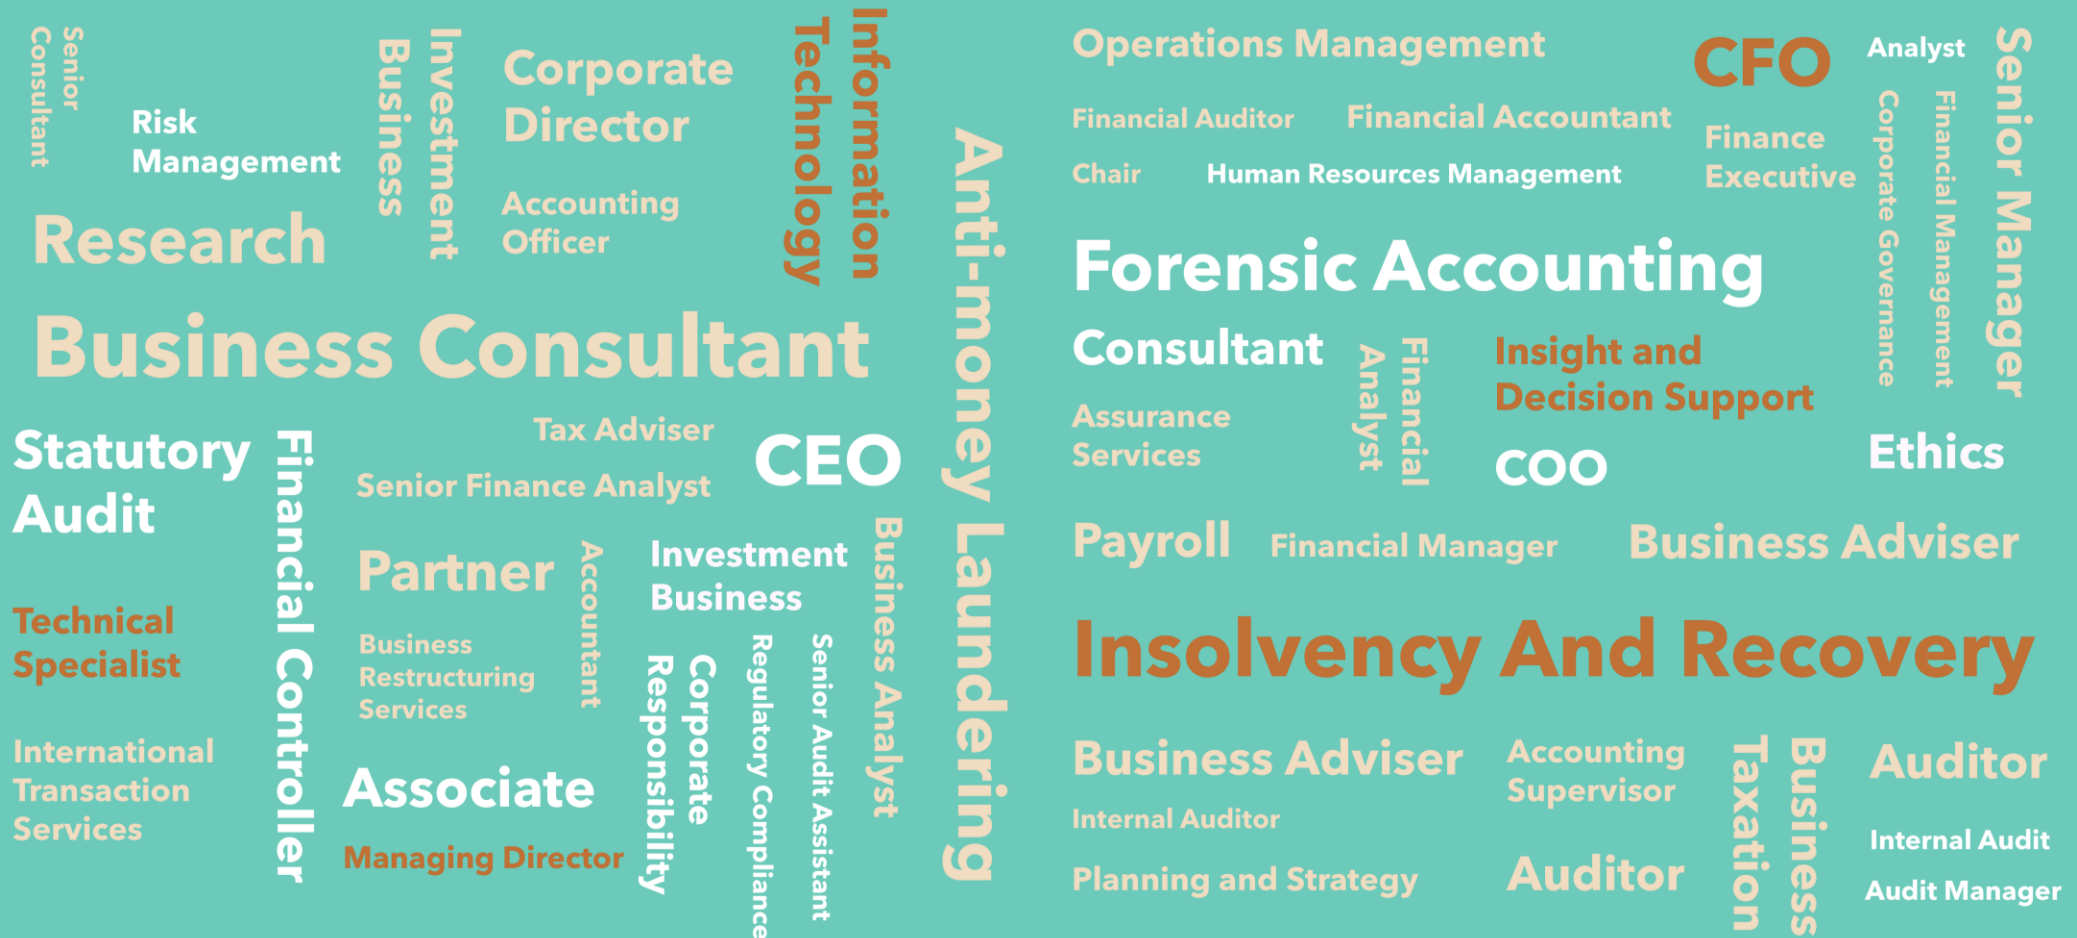 Senior
Consultant
Risk
Management
Research
Investment
Business
Corporate
Director
Accounting
Officer
Information
Technology
Business Consultant
Anti-money Laundering
Statutory
Audit
Financial Controller
Tax Adviser
Senior Finance Analyst
CEO
Partner
Accountant
Investment
Business
Business Analyst
Technical
Specialist
Business
Restructuring
Services
Corporate
Responsibility
Regulatory Compliance
Senior Audit Assistant
International
Transaction
Services
Associate
Managing Director
Operations Management
CFO
Analyst
Senior Manager
Financial Auditor
Financial Accountant
Finance
Executive
Corporate Governance
Financial Management
Chair
Human Resources Management
Forensic Accounting
Consultant
Financial
Analyst
Insight and
Decision Support
Assurance
Services
COO
Ethics
Payroll
Financial Manager
Business Adviser
Insolvency And Recovery
Business Adviser
Accounting
Supervisor
Business
Taxation
Auditor
Internal Auditor
Internal Audit
Planning and Strategy
Auditor
Audit Manager